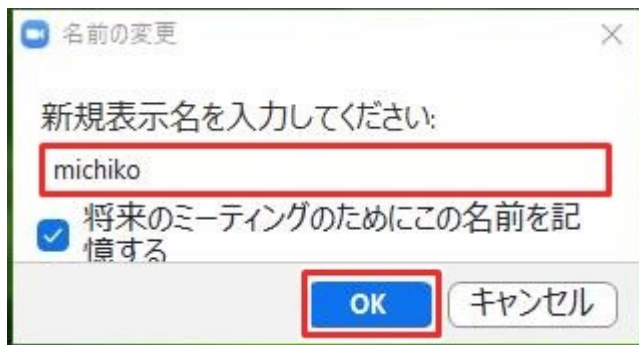 名前の変更
新規表示名を入力してください:
michiko
将来のミーティングのためにこの名前を記
憶する
OK
キャンセル